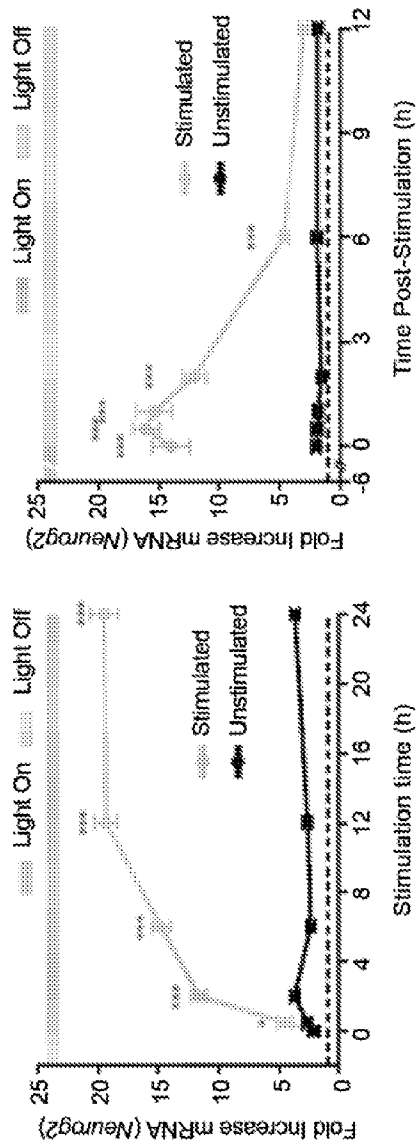 Light On Light Off
Fold Increase mRNA (Neurog2)
25
20
15
10
5
0
Stimulated
Unstimulated
0 4 8 12 16 20 24
Stimulation time (h)
Light On Light Off
Fold Increase mRNA (Neurog2)
25
20
15
10
5
0
Stimulated
Unstimulated
-6 0 3 6 9 12
Time Post-Stimulation (h)